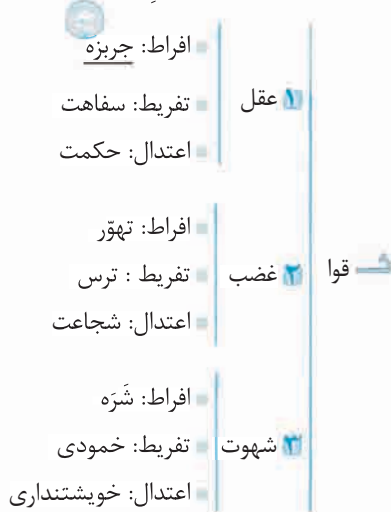 قوا
۱ عقل
افراط: جربزه
تفریط: سفاهت
اعتدال: حکمت
۲ غضب
افراط: تهوّر
تفریط : ترس
اعتدال: شجاعت
۳ شهوت
افراط: شَرَه
تفریط: خمودی
اعتدال: خویشتنداری